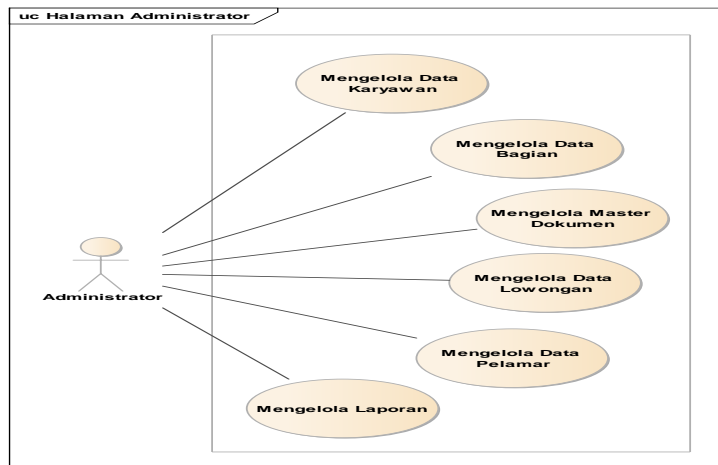 uc Halaman Administrator
Mengelola Data
Karyawan
Mengelola Data
Bagian
Mengelola Master
Dokumen
Mengelola Data
Lowongan
Administrator
Mengelola Data
Pelamar
Mengelola Laporan